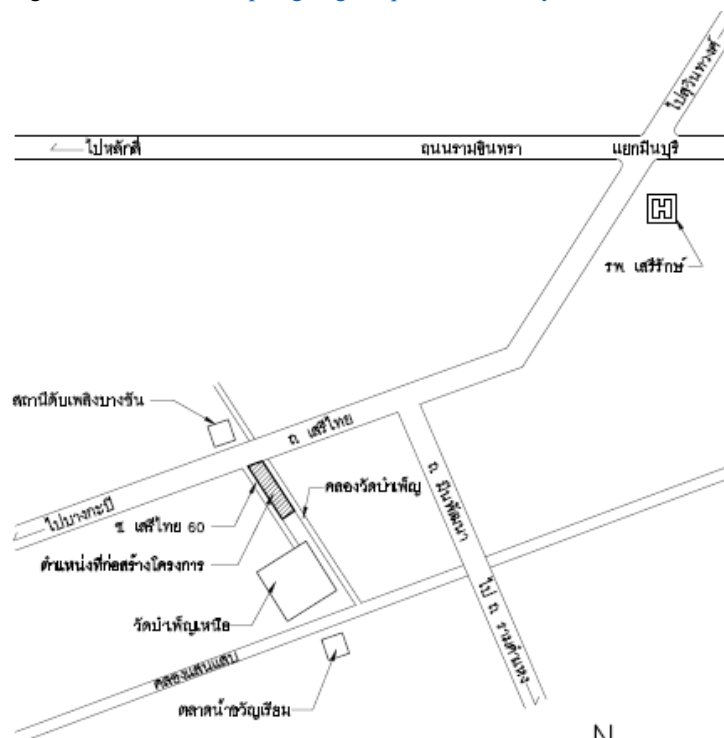 ไปสุวินทวงศ์
ไปหลักสี่
ถนนรามอินทรา
แยกมีนบุรี
H
รพ. เสรีรักษ์
สถานีดับเพลิงบางชัน
ถ. เสรีไทย
คลองวัดบำเพ็ญ
ถ. มีนพัฒนา
ไปบางกะปิ
ซ. เสรีไทย 60
ตำแหน่งที่ก่อสร้างโครงการ
วัดบำเพ็ญเหนือ
ไป ถ. รามคำแหง
คลองแสนแสบ
ตลาดน้ำขวัญเรียม
N